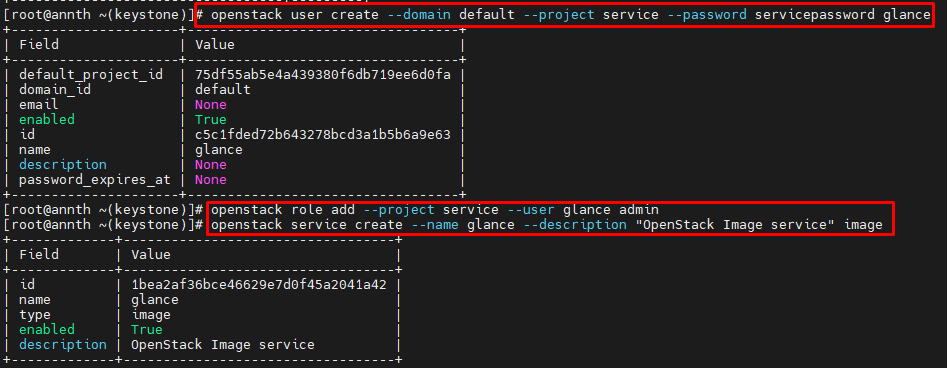 [root@annth ~(keystone)]# openstack user create --domain default --project service --password servicepassword glance
+---------------------+----------------------------------+
| Field               | Value                            |
+---------------------+----------------------------------+
| default_project_id  | 75df55ab5e4a439380f6db719ee6d0fa |
| domain_id           | default                          |
| email               | None                             |
| enabled             | True                             |
| id                  | c5c1fded72b643278bcd3a1b5b6a9e63 |
| name                | glance                           |
| description         | None                             |
| password_expires_at | None                             |
+---------------------+----------------------------------+
[root@annth ~(keystone)]# openstack role add --project service --user glance admin
[root@annth ~(keystone)]# openstack service create --name glance --description "OpenStack Image service" image
+-------------+----------------------------------+
| Field       | Value                            |
+-------------+----------------------------------+
| id          | 1bea2af36bce46629e7d0f45a2041a42 |
| name        | glance                           |
| type        | image                            |
| enabled     | True                             |
| description | OpenStack Image service          |
+-------------+----------------------------------+